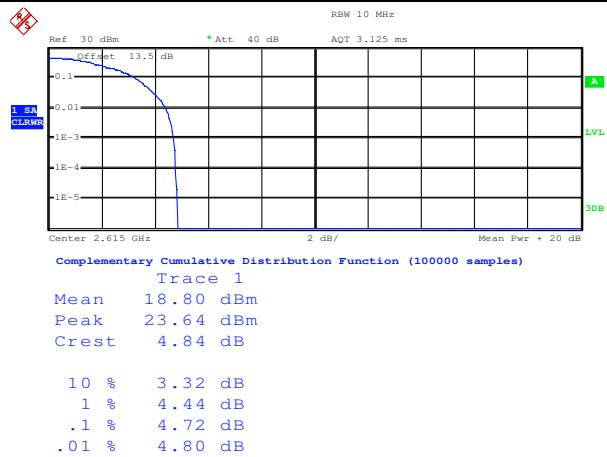 RBW 10 MHz
Ref 30 dBm * Att 40 dB AQT 3.125 ms
Offset 13.5 dB
0.1
A
0.01
1 SA
CLRWR
1E-3
LVL
1E-4
1E-5
3DB
Center 2.615 GHz 2 dB/ Mean Pwr + 20 dB
Complementary Cumulative Distribution Function (100000 samples)
Trace 1
Mean 18.80 dBm
Peak 23.64 dBm
Crest 4.84 dB
10 % 3.32 dB
1 % 4.44 dB
.1 % 4.72 dB
.01 % 4.80 dB